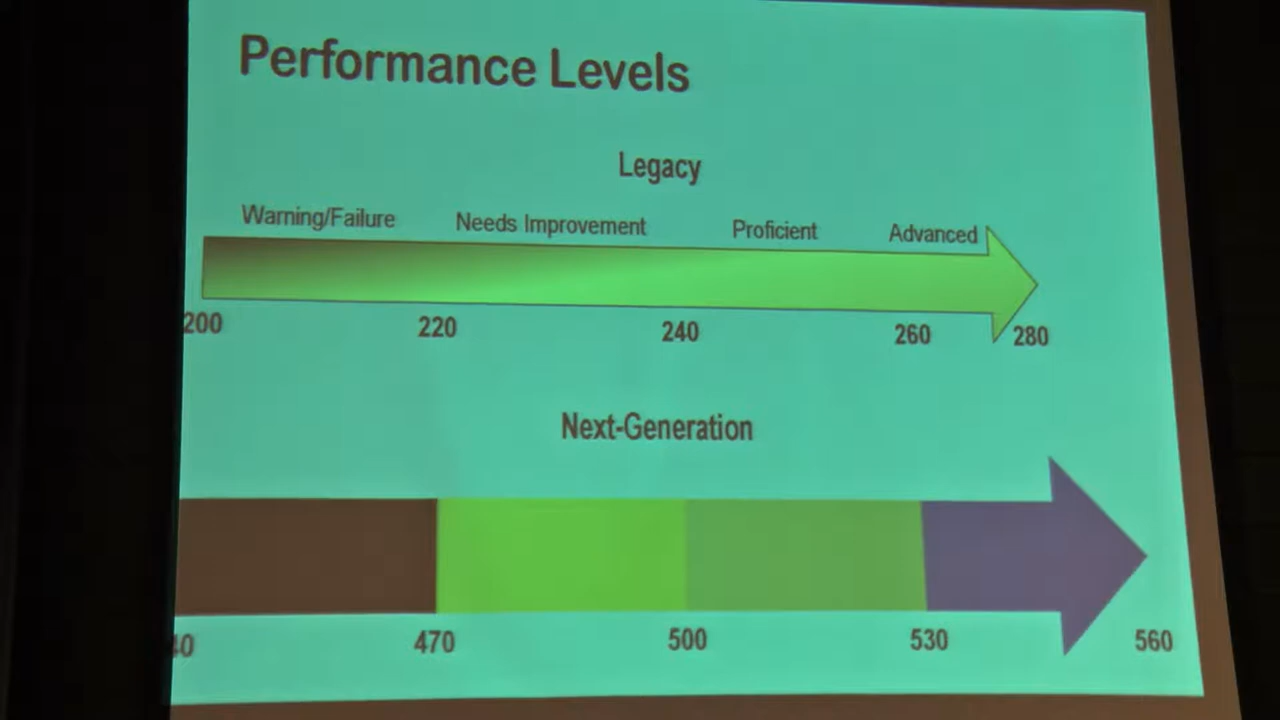 Performance Levels
Legacy
Warning/Failure Needs Improvement Proficient Advanced
200 220 240 260 280
Next-Generation
40 470 500 530 560